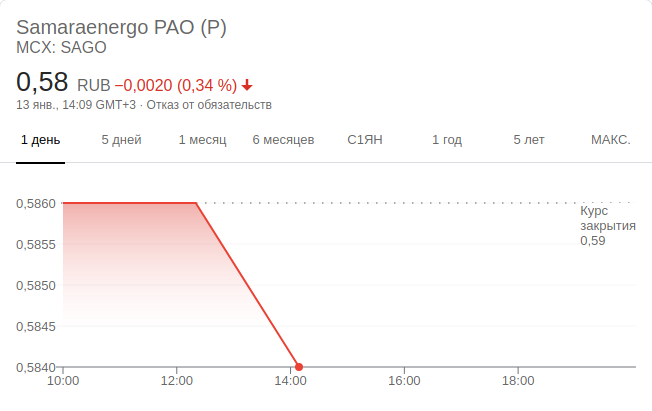 Samaraenergo PAO (P)
MCX: SAGO
0,58 RUB −0,0020 (0,34 %)
13 янв., 14:09 GMT+3 · Отказ от обязательств
1 день 5 дней 1 месяц 6 месяцев С1ЯН 1 год 5 лет МАКС.
0,5860
Курс
закрытия
0,59
0,5855
0,5850
0,5845
0,5840
10:00 12:00 14:00 16:00 18:00